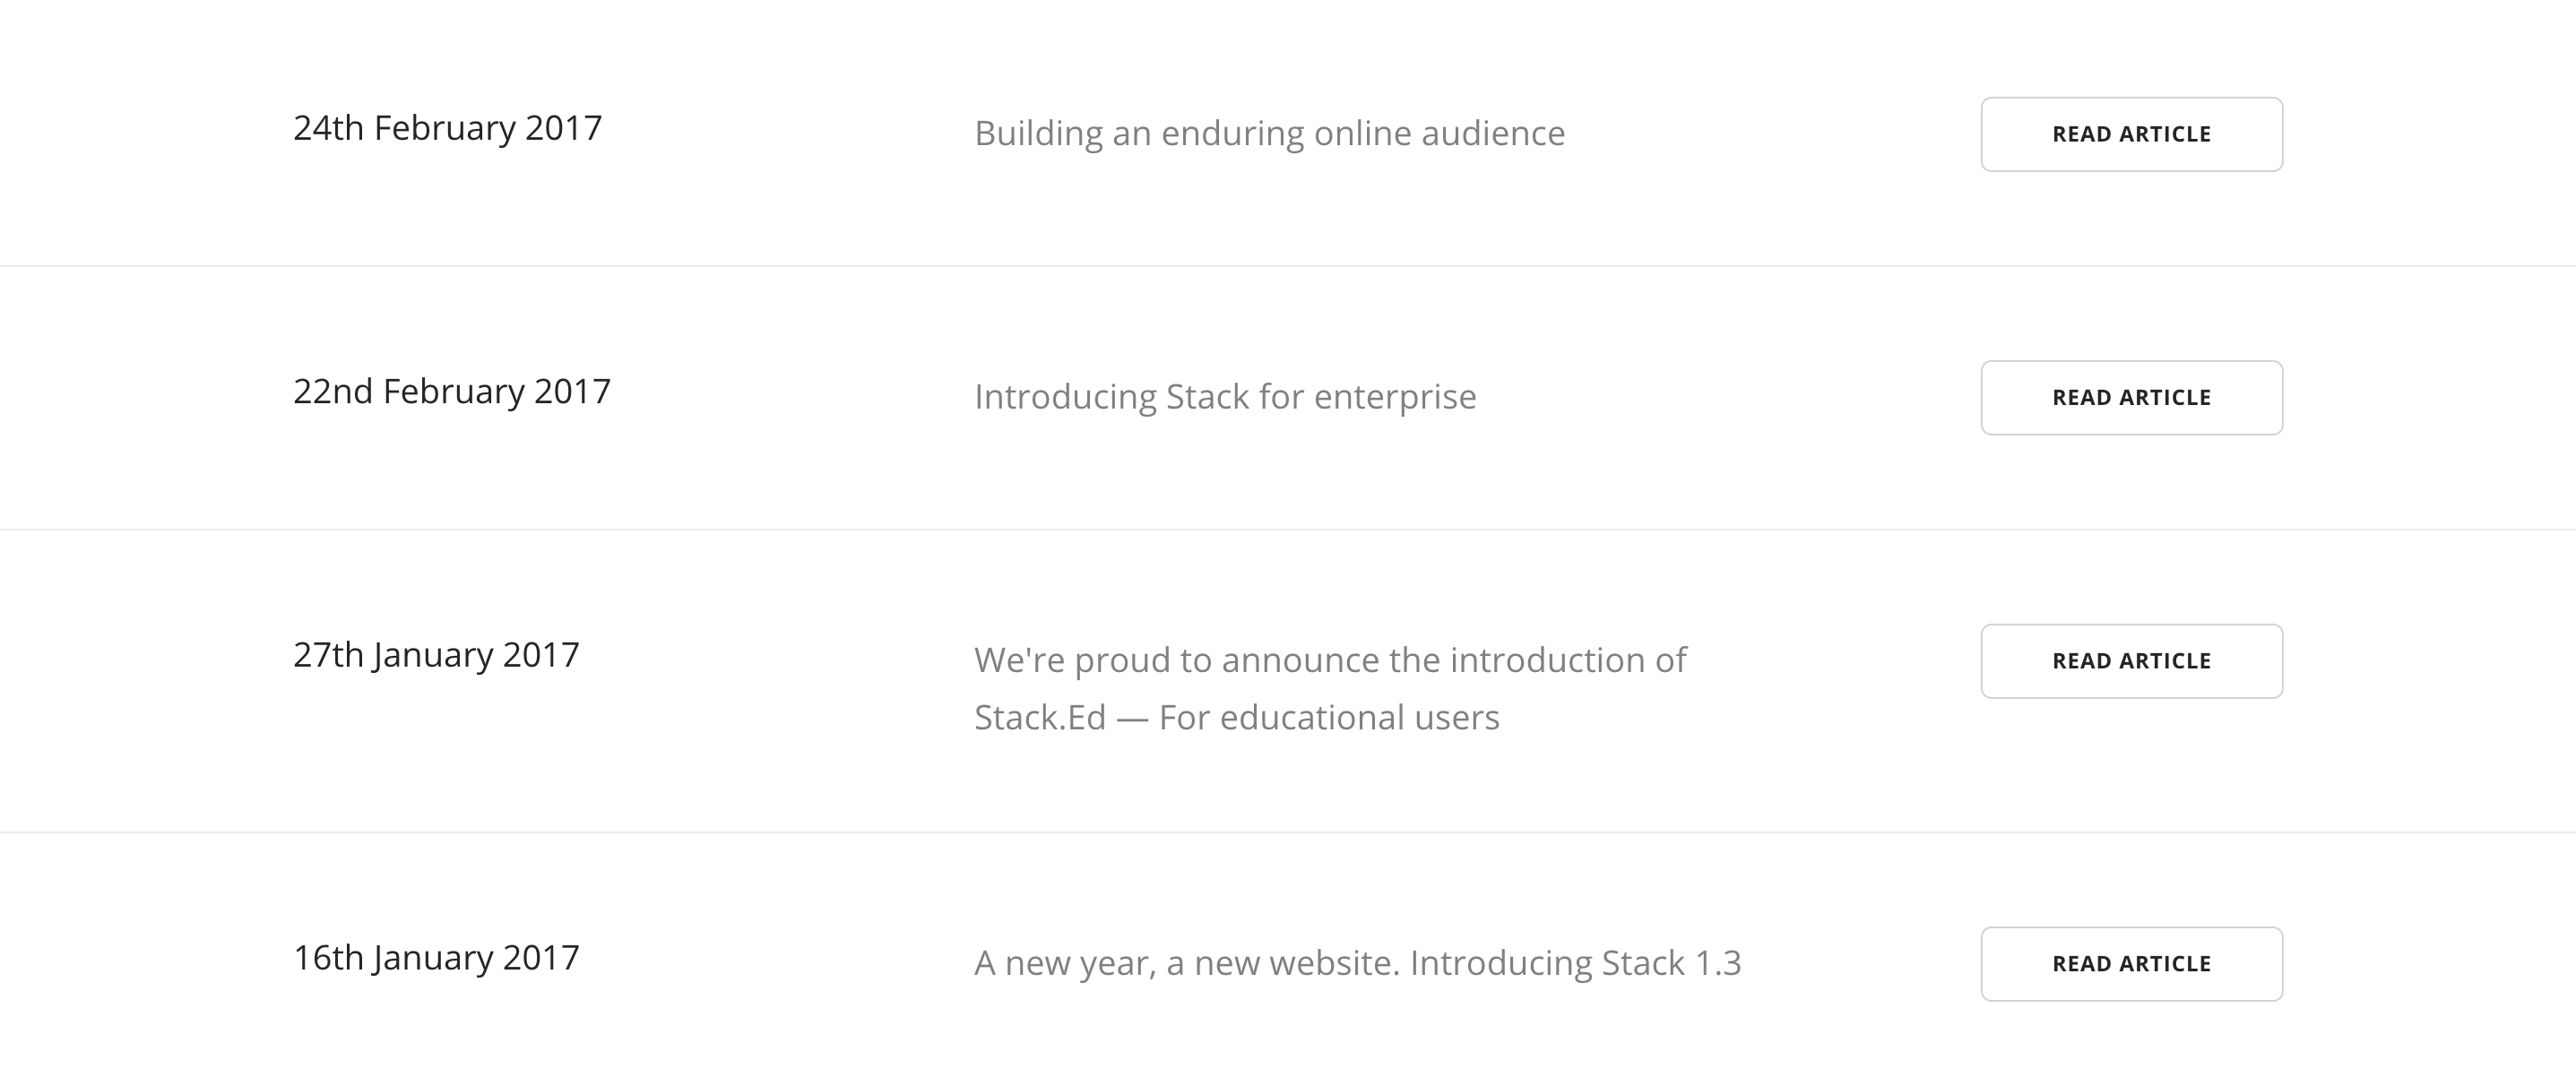 24th February 2017
Building an enduring online audience
READ ARTICLE
22nd February 2017
Introducing Stack for enterprise
READ ARTICLE
27th January 2017
We're proud to announce the introduction of
Stack.Ed — For educational users
READ ARTICLE
16th January 2017
A new year, a new website. Introducing Stack 1.3
READ ARTICLE